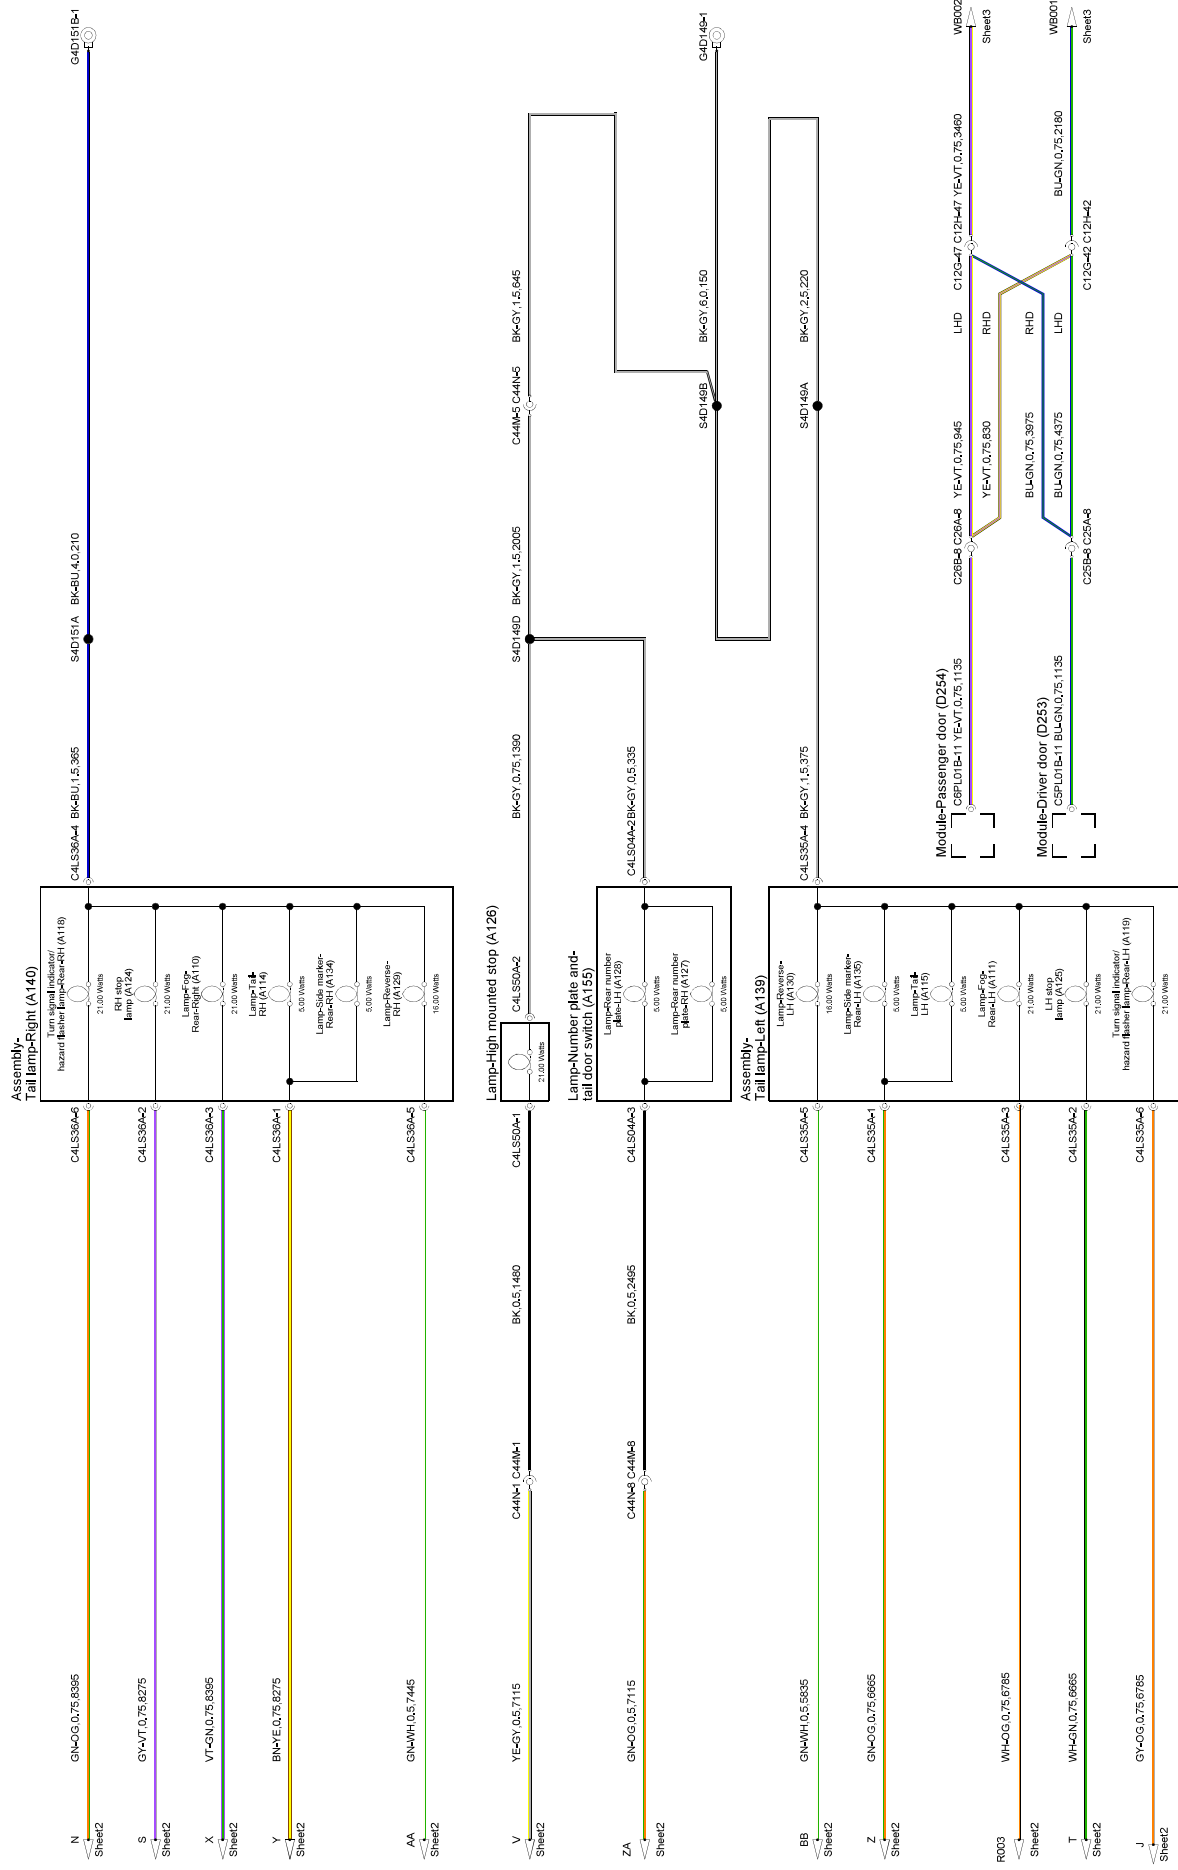 G4D151B-1
S4D151A BK-BU,4.0,210
C4LS36A-4 BK-BU,1.5,365
Assembly-
Tail lamp-Right (A140)
Turn signal indicator/
hazard flasher lamp-Rear-RH (A118)
21.00 Watts
RH stop
lamp (A124)
21.00 Watts
Lamp-Fog-
Rear-Right (A110)
21.00 Watts
Lamp-Tail-
RH (A114)
5.00 Watts
Lamp-Side marker-
Rear-RH (A134)
5.00 Watts
Lamp-Reverse-
RH (A129)
16.00 Watts
C4LS36A-6
C4LS36A-2
C4LS36A-3
C4LS36A-1
C4LS36A-5
GN-OG,0.75,8395
GY-VT,0.75,8275
VT-GN,0.75,8395
BN-YE,0.75,8275
GN-WH,0.5,7445
N
Sheet2
S
Sheet2
X
Sheet2
Y
Sheet2
AA
Sheet2
BK-GY,1.5,645
C44M-5 C44N-5
S4D149D BK-GY,1.5,2005
BK-GY,0.75,1390
C4LS50A-2
Lamp-High mounted stop (A126)
21.00 Watts
C4LS50A-1
BK,0.5,1480
C44N-1 C44M-1
YE-GY,0.5,7115
V
Sheet2
C4LS04A-2 BK-GY,0.5,335
Lamp-Number plate and-
tail door switch (A155)
Lamp-Rear number
plate-LH (A128)
5.00 Watts
Lamp-Rear number
plate-RH (A127)
5.00 Watts
C4LS04A-3
BK,0.5,2495
C44N-8 C44M-8
GN-OG,0.5,7115
ZA
Sheet2
G4D149-1
BK-GY,6.0,150
S4D149B
BK-GY,2.5,220
S4D149A
C4LS35A-4 BK-GY,1.5,375
Assembly-
Tail lamp-Left (A139)
Lamp-Reverse-
LH (A130)
16.00 Watts
Lamp-Side marker-
Rear-LH (A135)
5.00 Watts
Lamp-Tail-
LH (A115)
5.00 Watts
Lamp-Fog-
Rear-LH (A111)
21.00 Watts
LH stop
lamp (A125)
21.00 Watts
Turn signal indicator/
hazard flasher lamp-Rear-LH (A119)
21.00 Watts
C4LS35A-5
C4LS35A-1
C4LS35A-3
C4LS35A-2
C4LS35A-6
GN-WH,0.5,5835
GN-OG,0.75,6665
WH-OG,0.75,6785
WH-GN,0.75,6665
GY-OG,0.75,6785
BB
Sheet2
Z
Sheet2
R003
Sheet2
T
Sheet2
J
Sheet2
WB002
Sheet3
WB001
Sheet3
C12G-47 C12H-47 YE-VT,0.75,3460
BU-GN,0.75,2180
C12G-42 C12H-42
LHD
RHD
RHD
LHD
C26B-8 C26A-8 YE-VT,0.75,945
YE-VT,0.75,830
BU-GN,0.75,3975
BU-GN,0.75,4375
C25B-8 C25A-8
Module-Passenger door (D254)
C6PL01B-11 YE-VT,0.75,1135
Module-Driver door (D253)
C5PL01B-11 BU-GN,0.75,1135